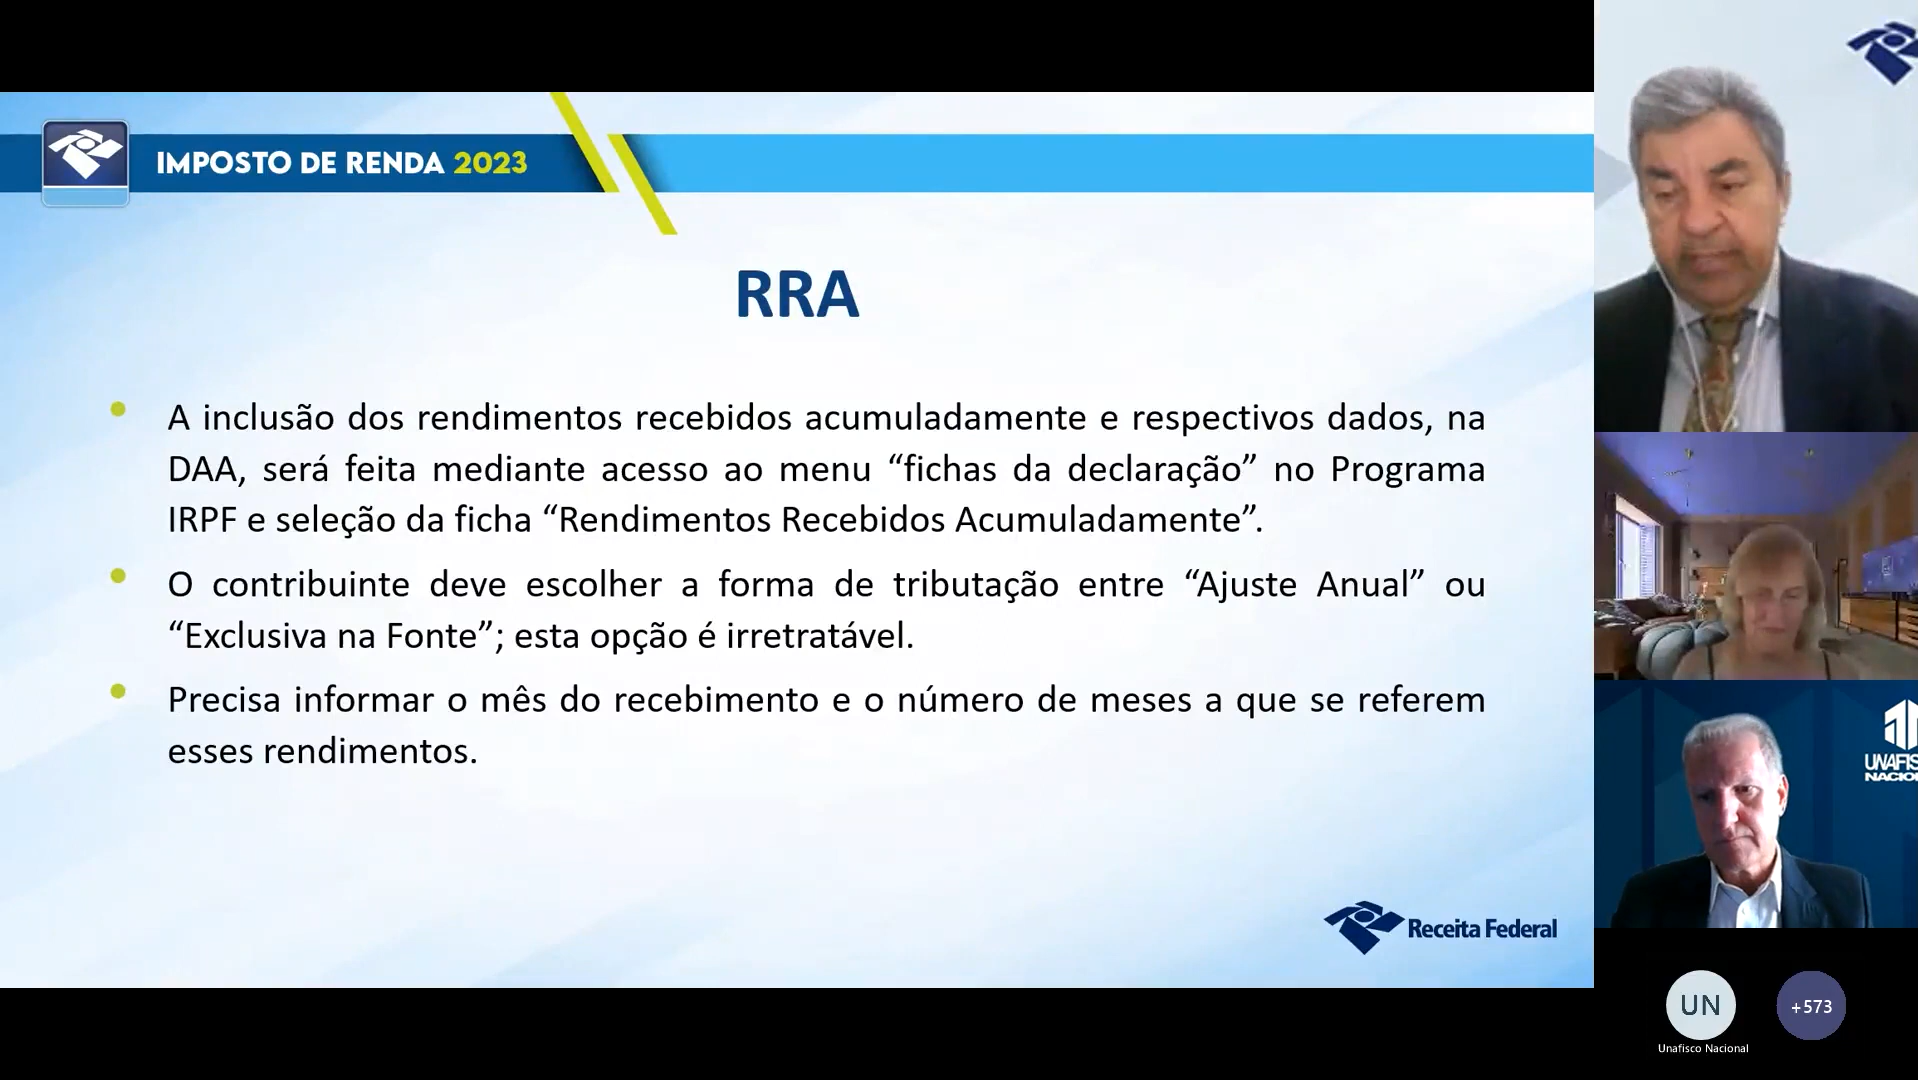 IMPOSTO DE RENDA 2023
RRA
• A inclusão dos rendimentos recebidos acumuladamente e respectivos dados, na
DAA, será feita mediante acesso ao menu “fichas da declaração” no Programa
IRPF e seleção da ficha “Rendimentos Recebidos Acumuladamente”.
• O contribuinte deve escolher a forma de tributação entre “Ajuste Anual” ou
“Exclusiva na Fonte”; esta opção é irretratável.
• Precisa informar o mês do recebimento e o número de meses a que se referem
esses rendimentos.
Receita Federal
UNAFIS
NACIO
UN
+573
Unafisco Nacional